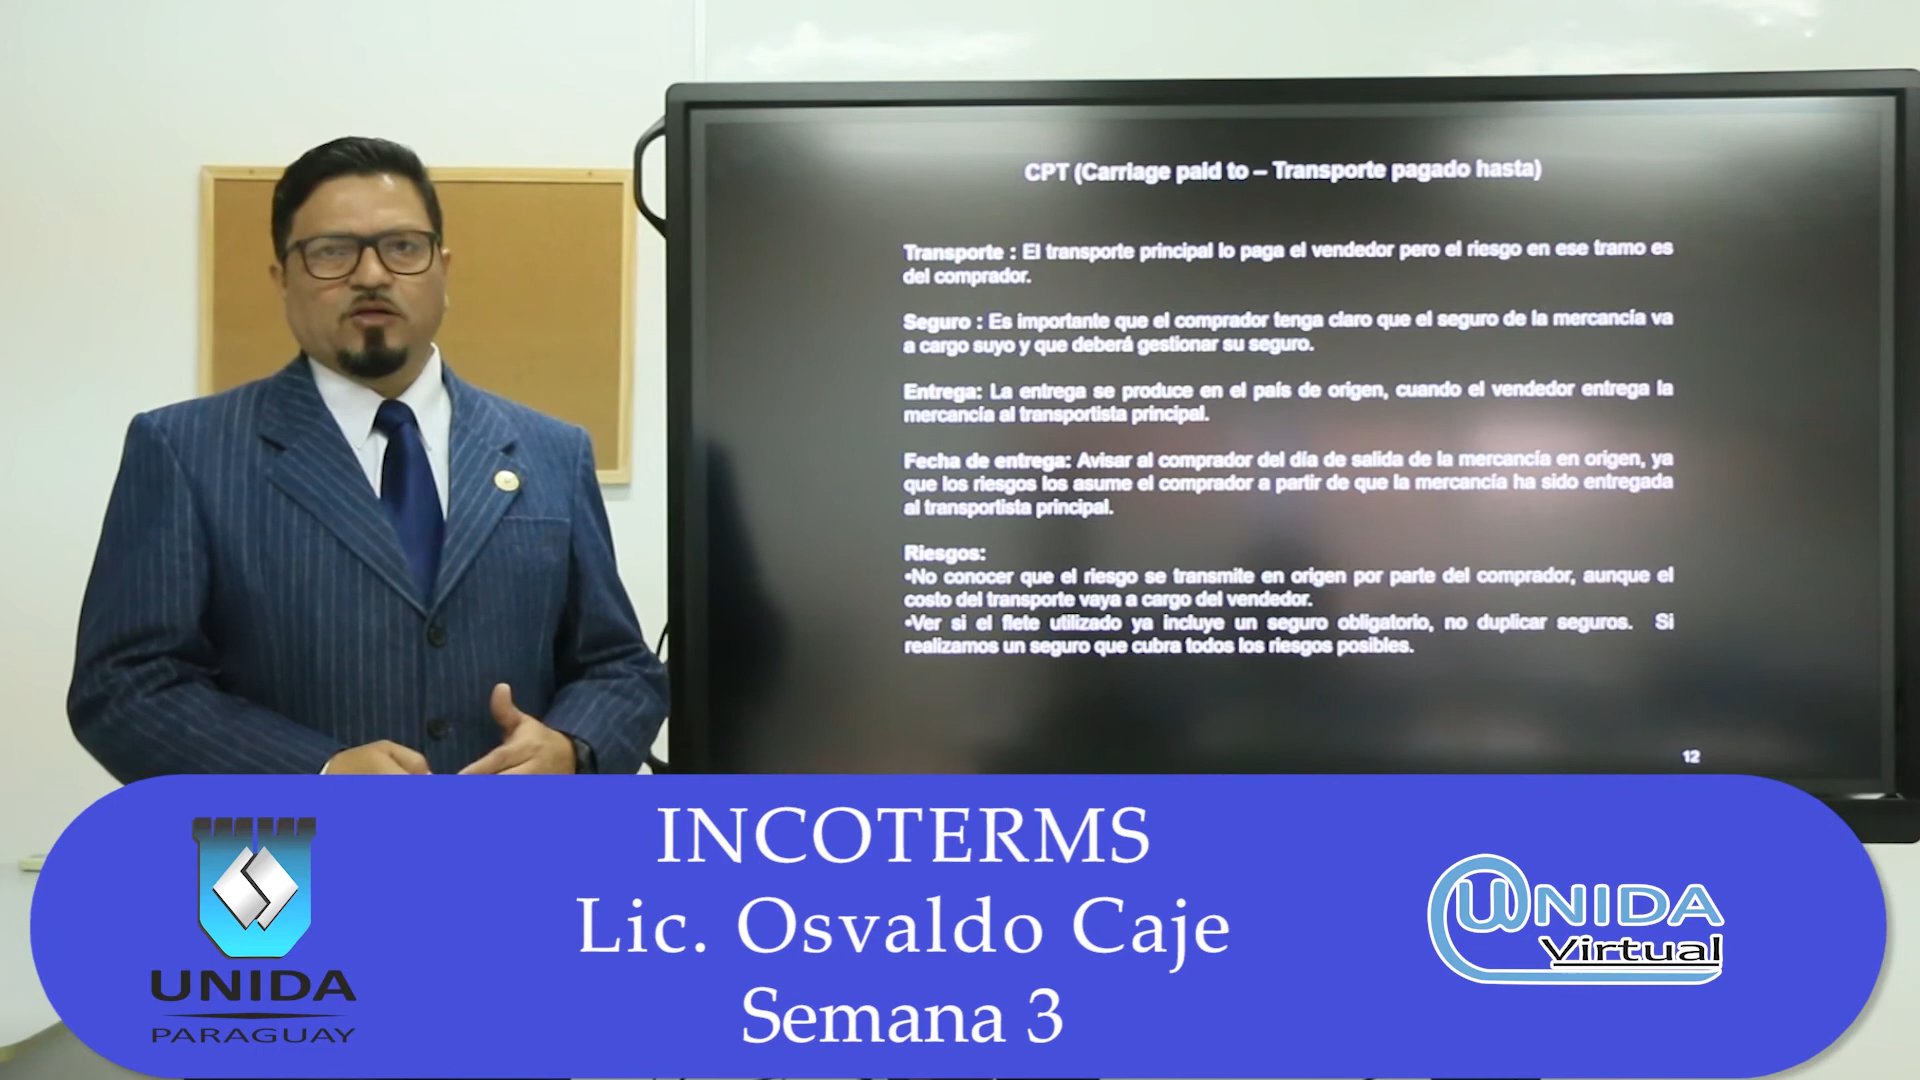 CPT (Carriage paid to – Transporte pagado hasta)
Transporte : El transporte principal lo paga el vendedor pero el riesgo en ese tramo es
del comprador.
Seguro : Es importante que el comprador tenga claro que el seguro de la mercancía va
a cargo suyo y que deberá gestionar su seguro.
Entrega: La entrega se produce en el país de origen, cuando el vendedor entrega la
mercancía al transportista principal.
Fecha de entrega: Avisar al comprador del día de salida de la mercancía en origen, ya
que los riesgos los asume el comprador a partir de que la mercancía ha sido entregada
al transportista principal.
Riesgos:
•No conocer que el riesgo se transmite en origen por parte del comprador, aunque el
costo del transporte vaya a cargo del vendedor.
•Ver si el flete utilizado ya incluye un seguro obligatorio, no duplicar seguros. Si
realizamos un seguro que cubra todos los riesgos posibles.
12
INCOTERMS
Lic. Osvaldo Caje
Semana 3
UNIDA
PARAGUAY
UNIDA
Virtual